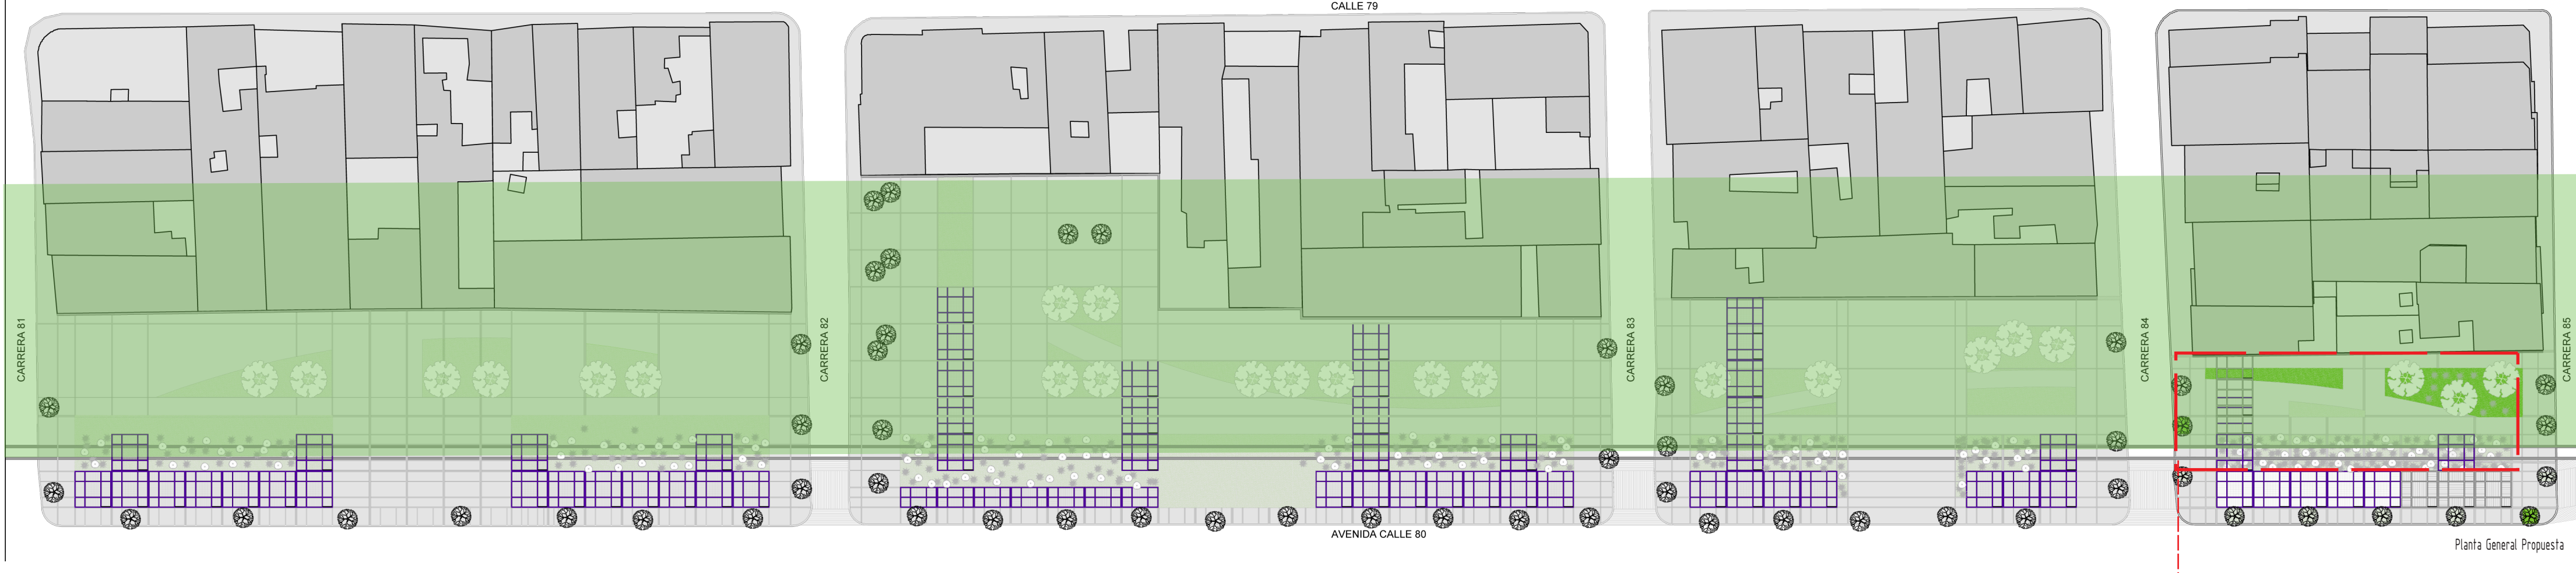 CALLE 79
CARRERA 81
CARRERA 82
CARRERA 83
CARRERA 84
CARRERA 85
AVENIDA CALLE 80
Planta General Propuesta